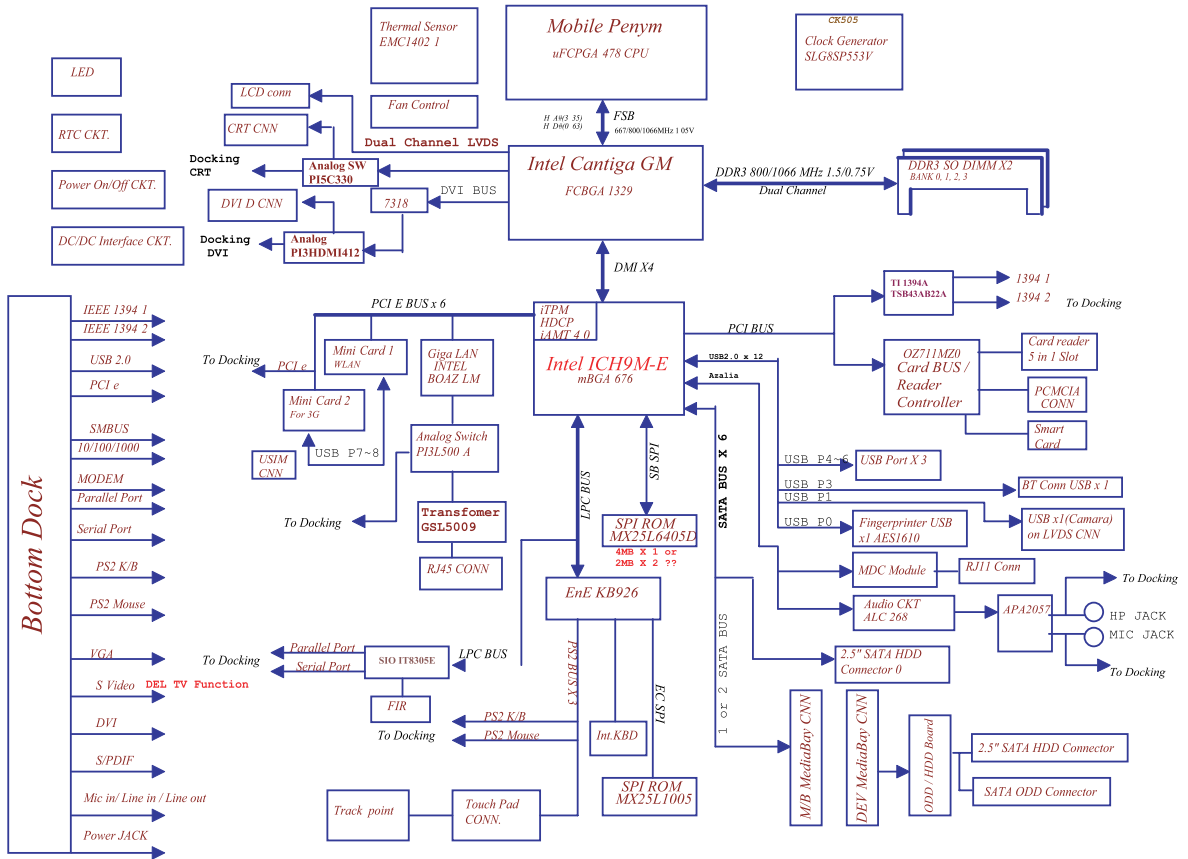 Thermal Sensor
EMC1402 1
Mobile Penym
uFCPGA 478 CPU
CK505
Clock Generator
SLG8SP553V
LED
LCD conn
Fan Control
H A#(3 35)
H D#(0 63)
FSB
667/800/1066MHz 1 05V
RTC CKT.
CRT CNN
Dual Channel LVDS
Docking
CRT
Analog SW
PI5C330
Intel Cantiga GM
FCBGA 1329
DDR3 800/1066 MHz 1.5/0.75V
Dual Channel
DDR3 SO DIMM X2
BANK 0, 1, 2, 3
Power On/Off CKT.
DVI D CNN
7318
DVI BUS
DC/DC Interface CKT.
Docking
DVI
Analog
PI3HDMI412
DMI X4
Bottom Dock
IEEE 1394 1
IEEE 1394 2
USB 2.0
PCI e
SMBUS
10/100/1000
MODEM
Parallel Port
Serial Port
PS2 K/B
PS2 Mouse
VGA
S Video
DEL TV Function
DVI
S/PDIF
Mic in/ Line in / Line out
Power JACK
PCI E BUS x 6
iTPM
HDCP
iAMT 4 0
Intel ICH9M-E
mBGA 676
PCI BUS
TI 1394A
TSB43AB22A
1394 1
1394 2
To Docking
To Docking
PCI e
Mini Card 1
WLAN
Giga LAN
INTEL
BOAZ LM
Mini Card 2
For 3G
USB2.0 x 12
Azalia
OZ711MZ0
Card BUS /
Reader
Controller
Card reader
5 in 1 Slot
PCMCIA
CONN
Smart
Card
USIM
CNN
USB P7~8
Analog Switch
PI3L500 A
To Docking
Transfomer
GSL5009
RJ45 CONN
LPC BUS
SB SPI
SATA BUS X 6
SPI ROM
MX25L6405D
4MB X 1 or
2MB X 2 ??
USB P4~6
USB Port X 3
USB P3
BT Conn USB x 1
USB P1
USB x1(Camara)
on LVDS CNN
USB P0
Fingerprinter USB
x1 AES1610
MDC Module
RJ11 Conn
Audio CKT
ALC 268
APA2057
To Docking
HP JACK
MIC JACK
To Docking
EnE KB926
To Docking
Parallel Port
Serial Port
SIO IT8305E
LPC BUS
FIR
PS2 BUS X 3
EC SPI
1 or 2 SATA BUS
2.5" SATA HDD
Connector 0
PS2 K/B
PS2 Mouse
To Docking
Int.KBD
SPI ROM
MX25L1005
Track point
Touch Pad
CONN.
M/B MediaBay CNN
DEV MediaBay CNN
ODD / HDD Board
2.5" SATA HDD Connector
SATA ODD Connector